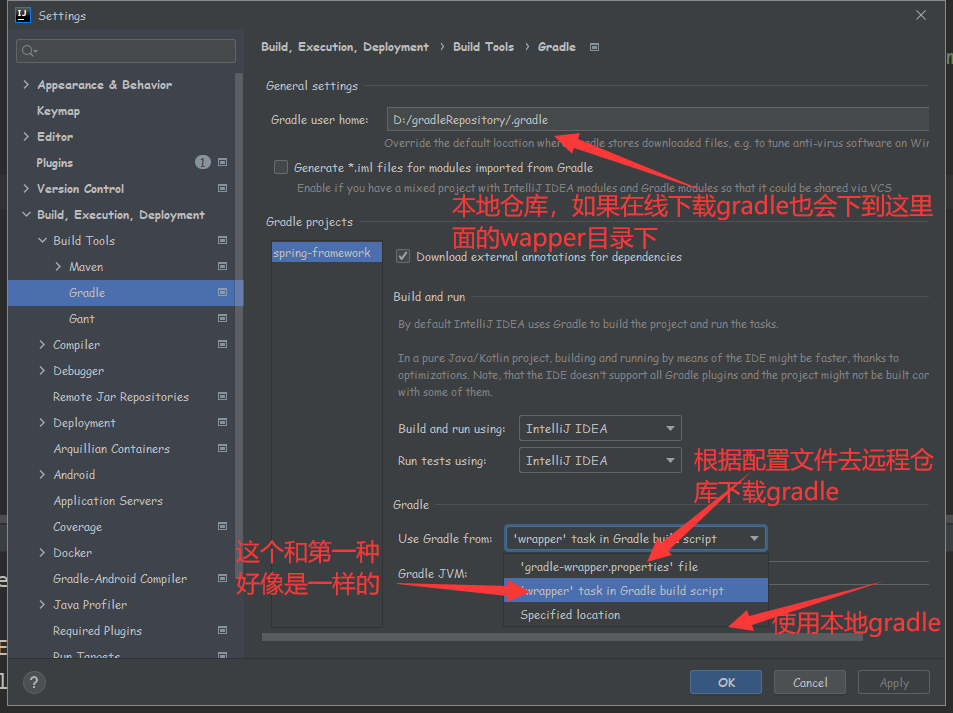 Settings
Build, Execution, Deployment › Build Tools › Gradle
Appearance & Behavior
Keymap
Editor
Plugins 1
Version Control
Build, Execution, Deployment
Build Tools
Maven
Gradle
Gant
Compiler
Debugger
Remote Jar Repositories
Deployment
Arquillian Containers
Android
Application Servers
Coverage
Docker
Gradle-Android Compiler
Java Profiler
Required Plugins
Run Targets
General settings
Gradle user home: D:/gradleRepository/.gradle
Override the default location where Gradle stores downloaded files, e.g. to tune anti-virus software on Wir
Generate *.iml files for modules imported from Gradle
Enable if you have a mixed project with IntelliJ IDEA modules and Gradle modules so that it could be shared via VCS
本地仓库，如果在线下载gradle也会下到这里
面的wapper目录下
Gradle projects
spring-framework
Download external annotations for dependencies
Build and run
By default IntelliJ IDEA uses Gradle to build the project and run the tasks.
In a pure Java/Kotlin project, building and running by means of the IDE might be faster, thanks to
optimizations. Note, that the IDE doesn't support all Gradle plugins and the project might not be built cor
with some of them.
Build and run using: IntelliJ IDEA
Run tests using: IntelliJ IDEA
根据配置文件去远程仓
库下载gradle
Gradle
Use Gradle from: 'wrapper' task in Gradle build script
Gradle JVM:
'gradle-wrapper.properties' file
'wrapper' task in Gradle build script
Specified location
这个和第一种
好像是一样的
使用本地gradle
?
OK
Cancel
Apply